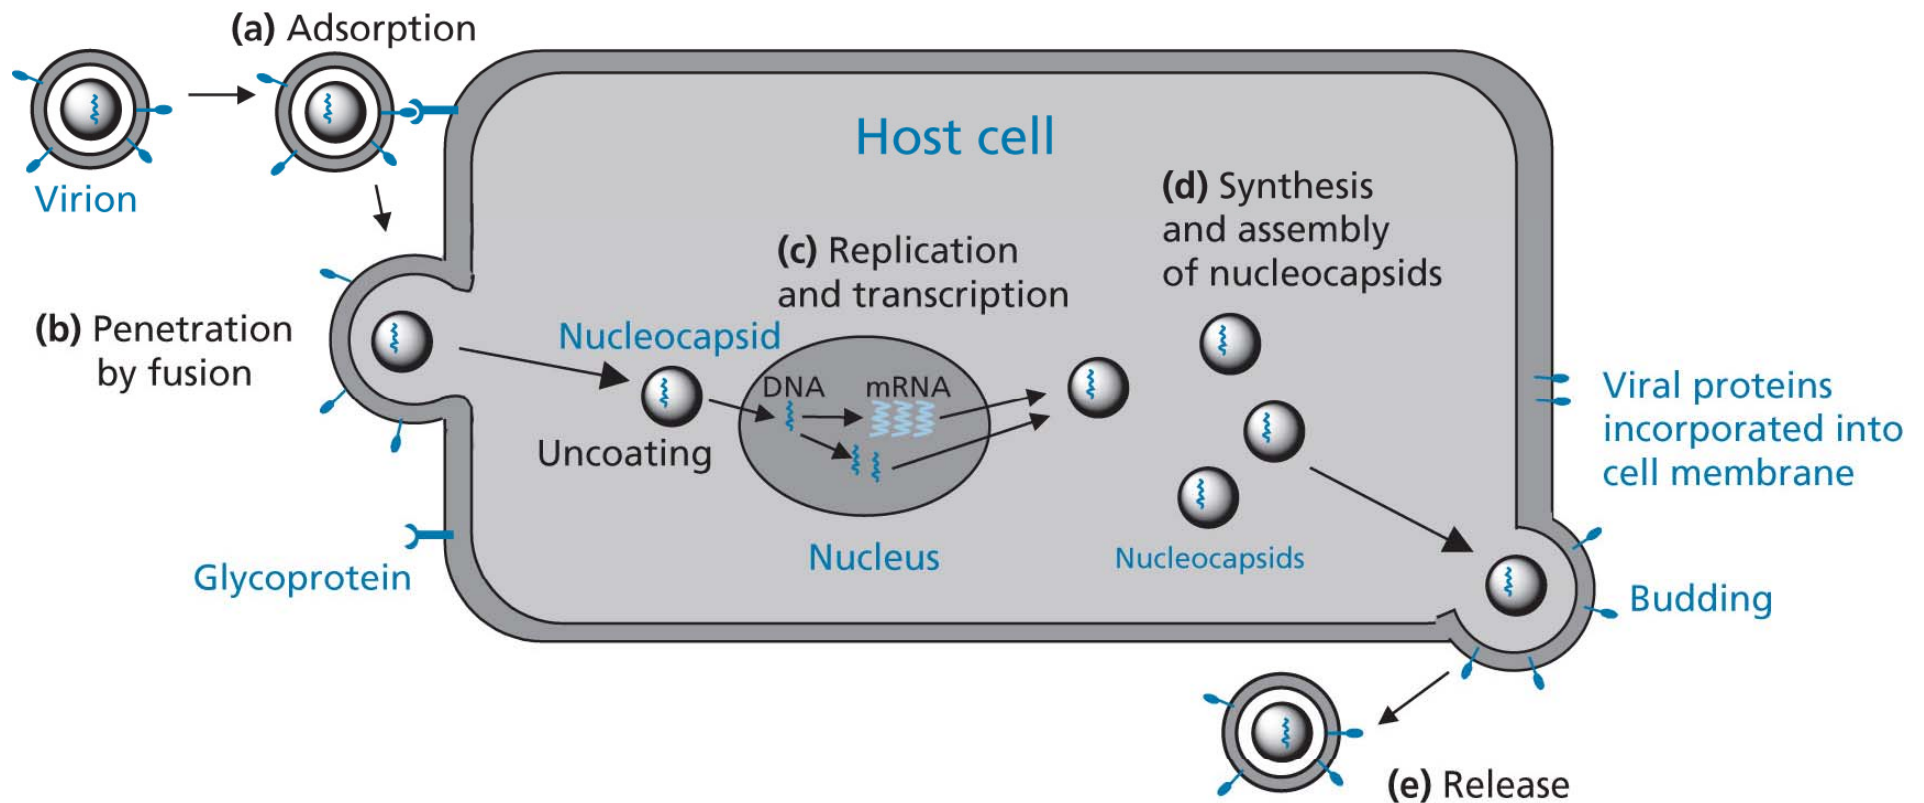 (a) Adsorption
Virion
Host cell
(b) Penetration
by fusion
Nucleocapsid
Uncoating
(c) Replication
and transcription
DNA
mRNA
Nucleus
Glycoprotein
(d) Synthesis
and assembly
of nucleocapsids
Nucleocapsids
Viral proteins
incorporated into
cell membrane
Budding
(e) Release